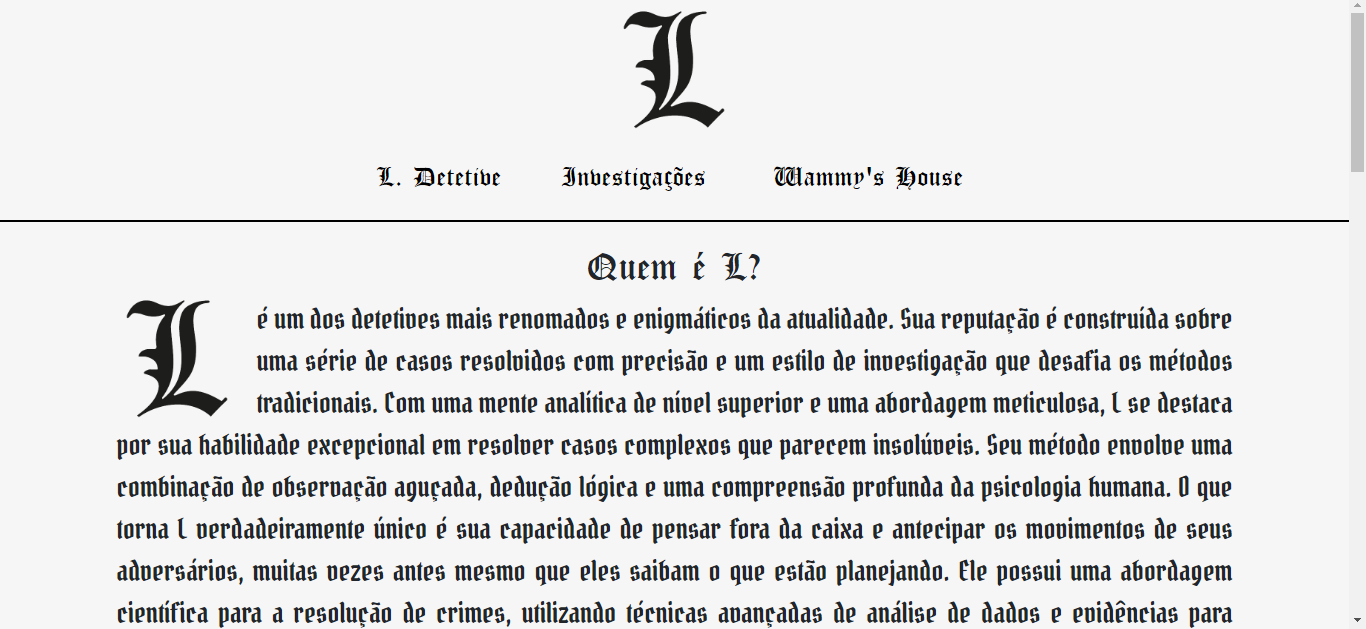 L
L. Detetive Investigações Wammy's House
Quem é L?
L é um dos detetives mais renomados e enigmáticos da atualidade. Sua reputação é construída sobre
uma série de casos resolvidos com precisão e um estilo de investigação que desafia os métodos
tradicionais. Com uma mente analítica de nível superior e uma abordagem meticulosa, L se destaca
por sua habilidade excepcional em resolver casos complexos que parecem insolúveis. Seu método envolve uma
combinação de observação aguçada, dedução lógica e uma compreensão profunda da psicologia humana. O que
torna L verdadeiramente único é sua capacidade de pensar fora da caixa e antecipar os movimentos de seus
adversários, muitas vezes antes mesmo que eles saibam o que estão planejando. Ele possui uma abordagem
científica para a resolução de crimes, utilizando técnicas avançadas de análise de dados e evidências para